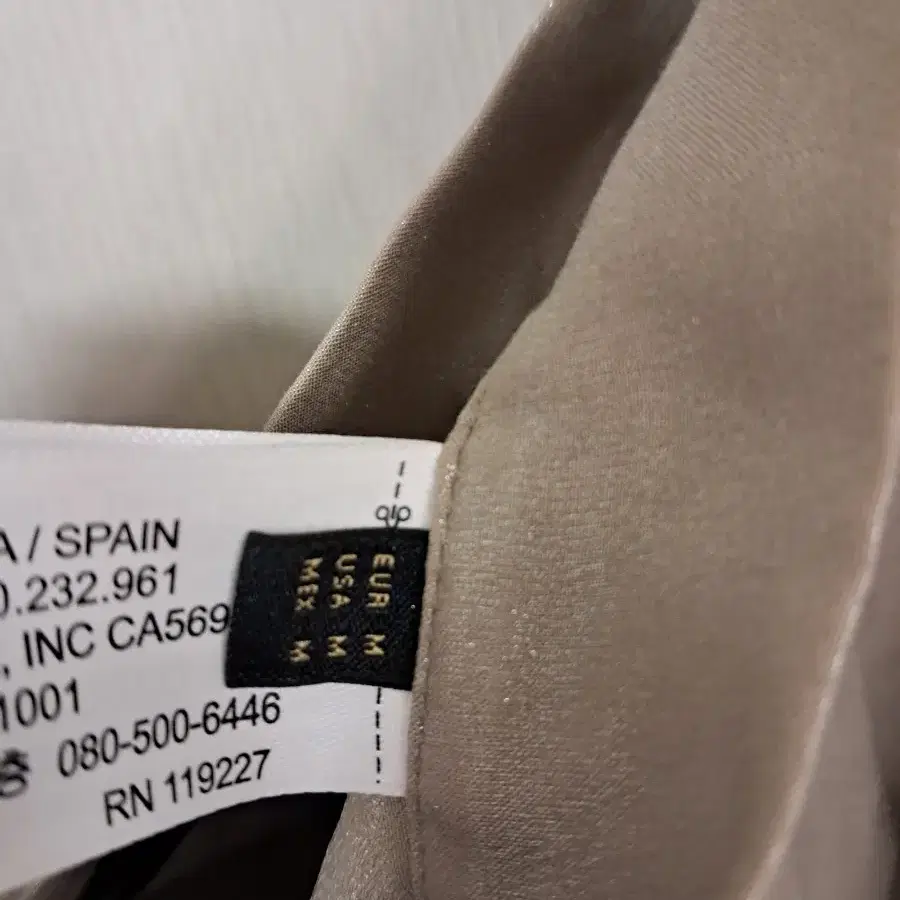 A / SPAIN
0.232.961
, INC CA569
1001
080-500-6446
RN 119227
EUR M
USA M
MEX M